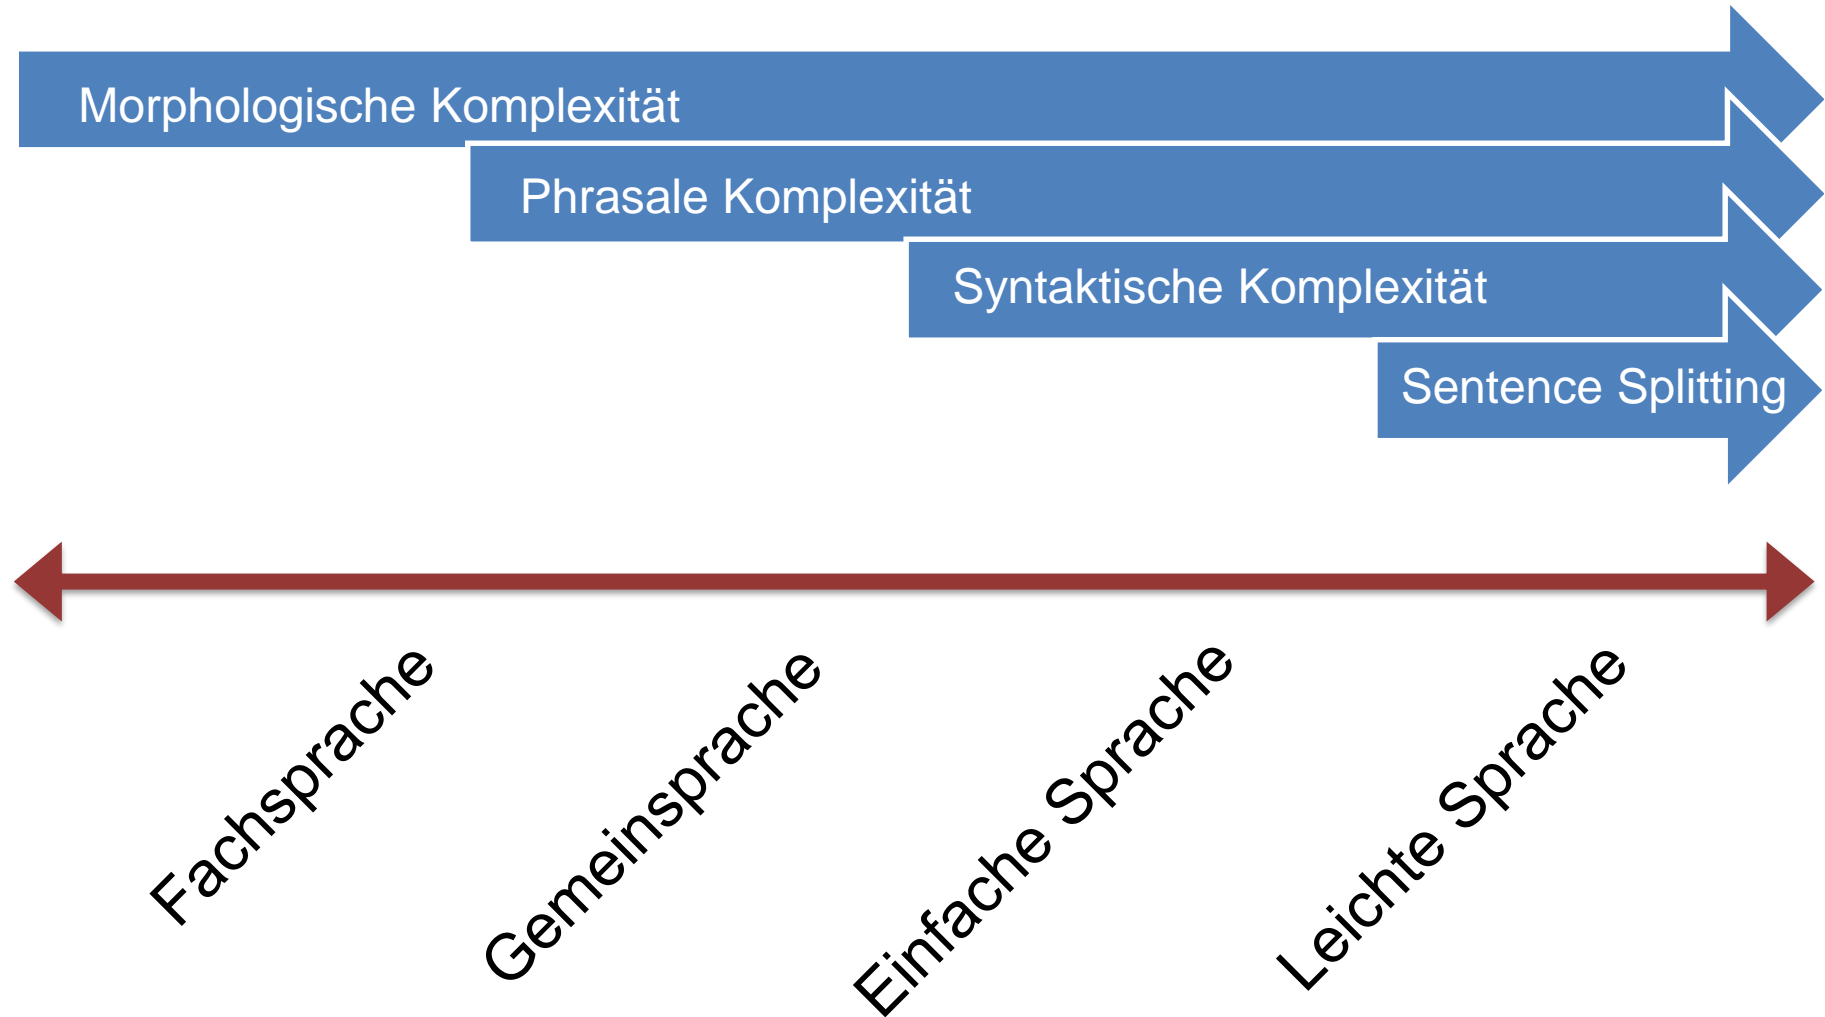 Morphologische Komplexität
Phrasale Komplexität
Syntaktische Komplexität
Sentence Splitting
Fachsprache
Gemeinsprache
Einfache Sprache
Leichte Sprache